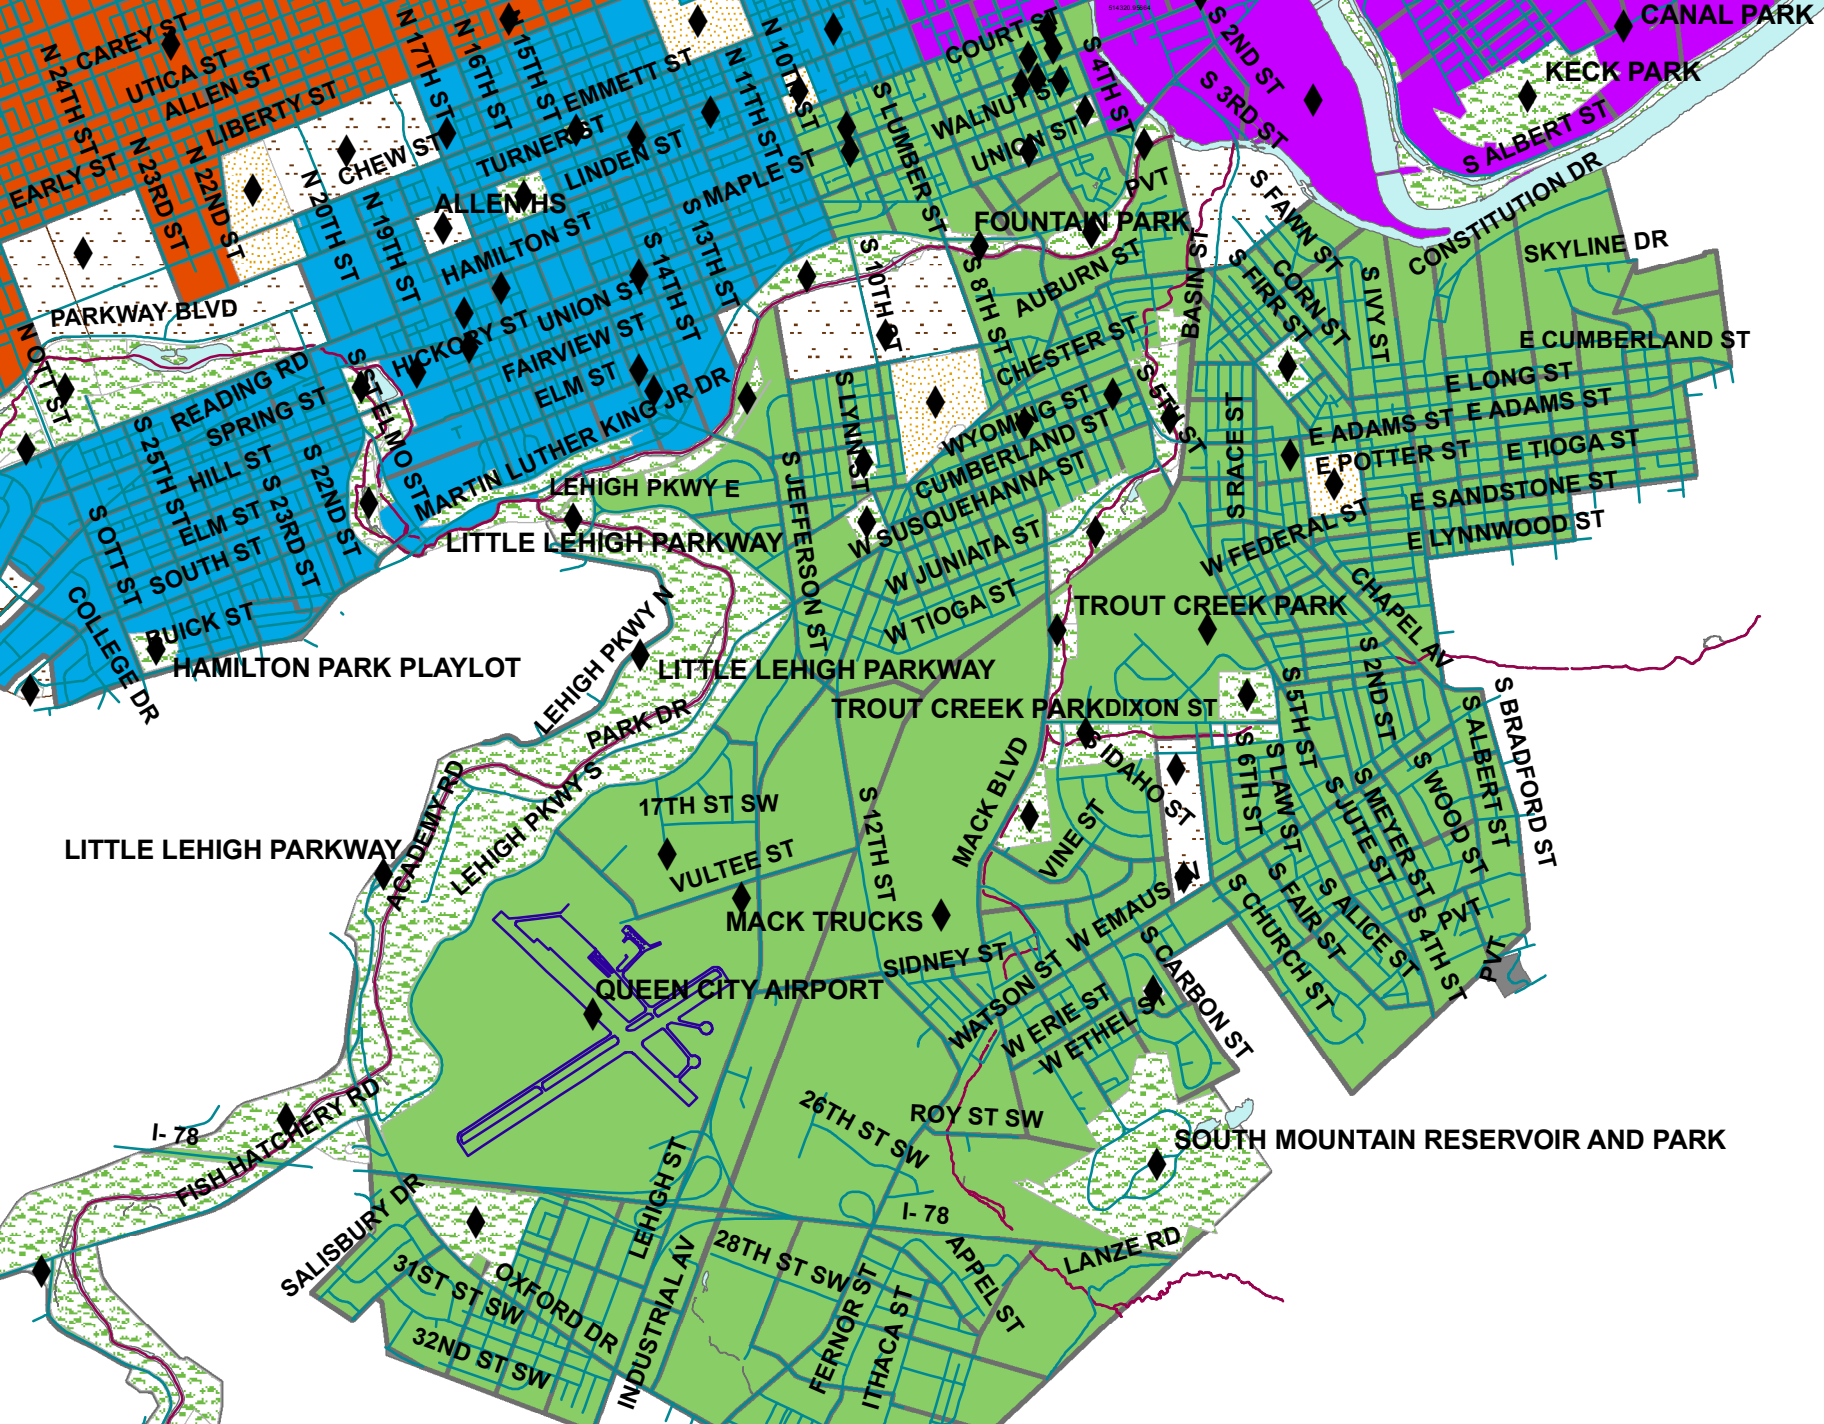 514320.93664
CANAL PARK
CAREY ST
N 17TH ST
N 16TH ST
N 15TH ST
N 10TH ST
COURT ST
S 4TH ST
S 2ND ST
N 24TH ST
UTICA ST
ALLEN ST
LIBERTY ST
EMMETT ST
N 11TH ST
S LUMBER ST
WALNUT ST
S 3RD ST
KECK PARK
EARLY ST
N 23RD ST
N 22ND ST
CHEW ST
TURNER ST
LINDEN ST
S MAPLE ST
UNION ST
S ALBERT ST
N 20TH ST
N 19TH ST
ALLEN HS
HAMILTON ST
S 14TH ST
S 13TH ST
PVT
FOUNTAIN PARK
S FAWN ST
CONSTITUTION DR
SKYLINE DR
PARKWAY BLVD
N OTT ST
S 10TH ST
S 8TH ST
AUBURN ST
BASIN ST
S FIRR ST
CORN ST
S IVY ST
HICKORY ST
UNION ST
FAIRVIEW ST
ELM ST
CHESTER ST
E CUMBERLAND ST
READING RD
SPRING ST
S ST ELMO ST
MARTIN LUTHER KING JR DR
S LYNN ST
WYOMING ST
CUMBERLAND ST
S 5TH ST
S RACE ST
E LONG ST
E ADAMS ST
E ADAMS ST
S 25TH ST
HILL ST
S 23RD ST
S 22ND ST
S JEFFERSON ST
W SUSQUEHANNA ST
E POTTER ST
E TIOGA ST
E SANDSTONE ST
LEHIGH PKWY E
S OTT ST
ELM ST
SOUTH ST
LITTLE LEHIGH PARKWAY
W JUNIATA ST
W FEDERAL ST
E LYNNWOOD ST
COLLEGE DR
BUICK ST
W TIOGA ST
TROUT CREEK PARK
CHAPEL AV
LEHIGH PKWY N
HAMILTON PARK PLAYLOT
LITTLE LEHIGH PARKWAY
S 2ND ST
PARK DR
TROUT CREEK PARK
DIXON ST
S 5TH ST
S ALBERT ST
S BRADFORD ST
ACADEMY RD
LEHIGH PKWY S
17TH ST SW
S 12TH ST
MACK BLVD
S IDAHO ST
S 6TH ST
S LAW ST
S JUTE ST
S MEYER ST
S WOOD ST
LITTLE LEHIGH PARKWAY
VULTEE ST
VINE ST
W EMAUS AV
S CHURCH ST
S FAIR ST
S ALICE ST
S 4TH ST
PVT
PVT
MACK TRUCKS
SIDNEY ST
S CARBON ST
QUEEN CITY AIRPORT
WATSON ST
W ERIE ST
W ETHEL ST
FISH HATCHERY RD
26TH ST SW
ROY ST SW
I- 78
SOUTH MOUNTAIN RESERVOIR AND PARK
SALISBURY DR
LEHIGH ST
I- 78
31ST ST SW
OXFORD DR
28TH ST SW
APPEL ST
LANZE RD
32ND ST SW
INDUSTRIAL AV
FERNOR ST
ITHACA ST